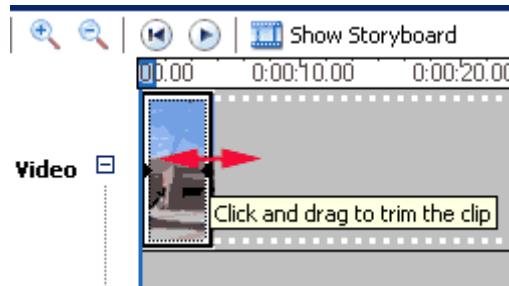 Show Storyboard
00.00 0:00:10.00 0:00:20.00
Video
Click and drag to trim the clip